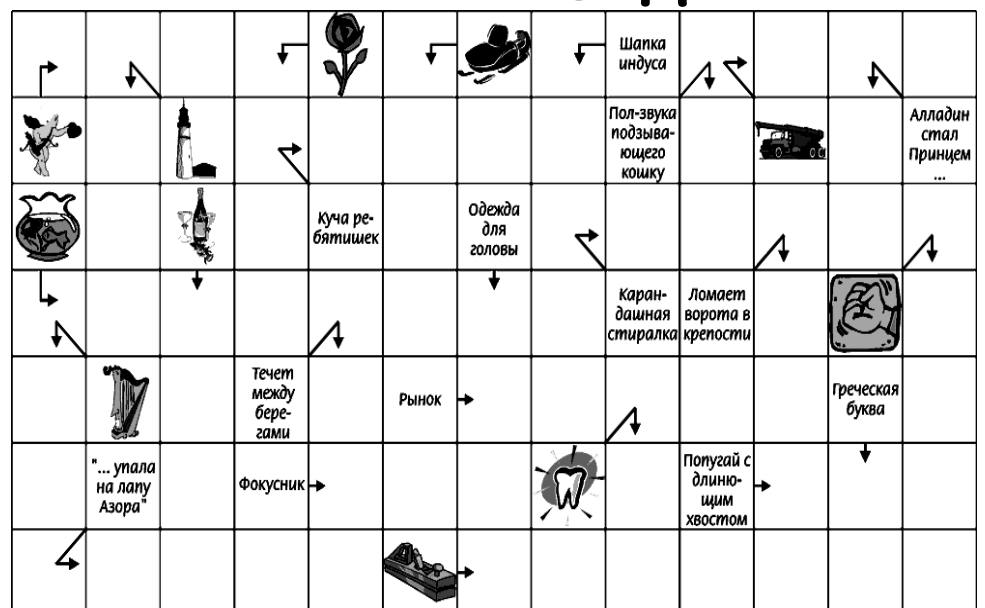 Шапка
индуса
Пол-звука
подзыва-
ющего
кошку
Алладин
стал
Принцем
...
Куча ре-
бятишек
Одежда
для
головы
Каран-
дашная
стиралка
Ломает
ворота в
крепости
Течет
между
бере-
гами
Рынок
Греческая
буква
"... упала
на лапу
Азора"
Фокусник
Попугай с
длиню-
щим
хвостом